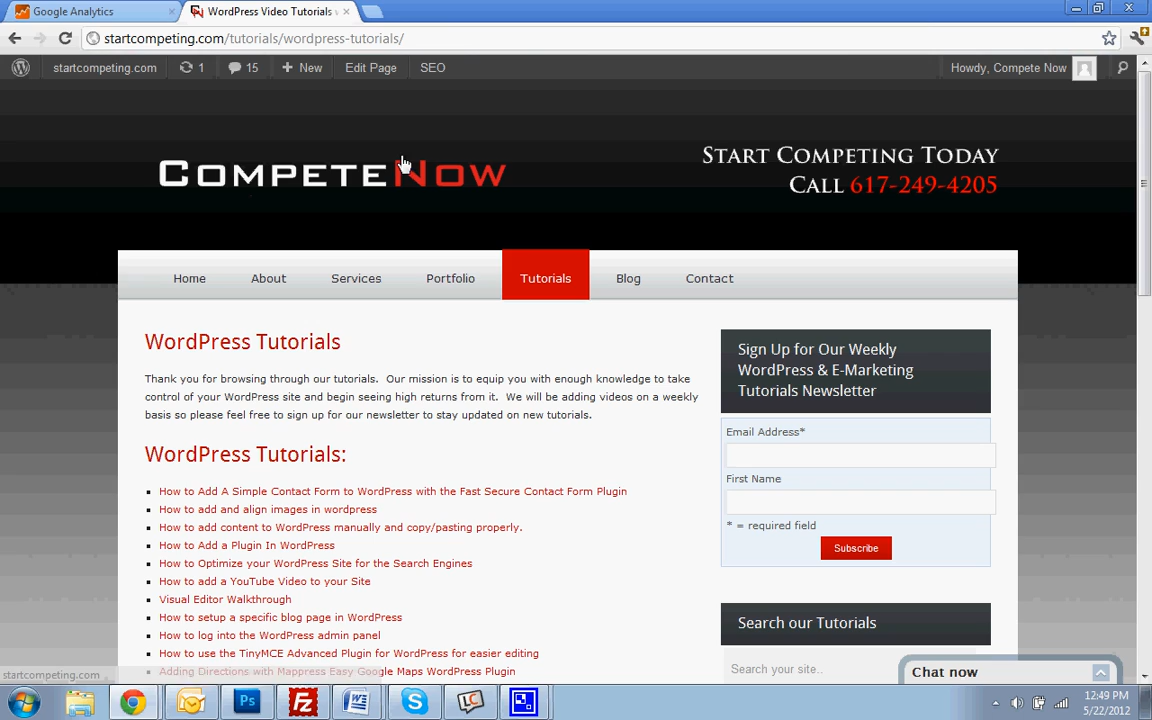 Google Analytics
WordPress Video Tutorials
startcompeting.com/tutorials/wordpress-tutorials/
startcompeting.com 1 15 New Edit Page SEO Howdy, Compete Now
CompeteNow
Start Competing Today
Call 617-249-4205
Home About Services Portfolio Tutorials Blog Contact
WordPress Tutorials
Thank you for browsing through our tutorials. Our mission is to equip you with enough knowledge to take
control of your WordPress site and begin seeing high returns from it. We will be adding videos on a weekly
basis so please feel free to sign up for our newsletter to stay updated on new tutorials.
WordPress Tutorials:
How to Add A Simple Contact Form to WordPress with the Fast Secure Contact Form Plugin
How to add and align images in wordpress
How to add content to WordPress manually and copy/pasting properly.
How to Add a Plugin In WordPress
How to Optimize your WordPress Site for the Search Engines
How to add a YouTube Video to your Site
Visual Editor Walkthrough
How to setup a specific blog page in WordPress
How to log into the WordPress admin panel
How to use the TinyMCE Advanced Plugin for WordPress for easier editing
Adding Directions with Mappress Easy Google Maps WordPress Plugin
Sign Up for Our Weekly
WordPress & E-Marketing
Tutorials Newsletter
Email Address*
First Name
* = required field
Subscribe
Search our Tutorials
Search your site..
Chat now
startcompeting.com
Ps
Fz
W
S
LC
12:49 PM
5/22/2012